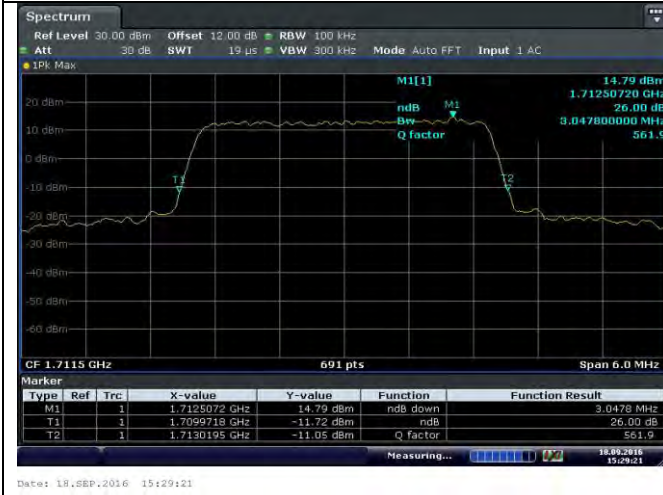 Spectrum
Ref Level 30.00 dBm Offset 12.00 dB RBW 100 kHz
Att 30 dB SWT 19 µs VBW 300 kHz Mode Auto FFT Input 1 AC
1Pk Max
M1[1] 14.79 dBm
1.71250720 GHz
20 dBm
ndB 26.00 dB
M1
Bw 3.047800000 MHz
10 dBm
Q factor 561.9
0 dBm
T1
T2
-10 dBm
-20 dBm
-30 dBm
-40 dBm
-50 dBm
-60 dBm
CF 1.7115 GHz 691 pts Span 6.0 MHz
Marker
Type Ref Trc X-value Y-value Function Function Result
M1 1 1.7125072 GHz 14.79 dBm ndB down 3.0478 MHz
T1 1 1.7099718 GHz -11.72 dBm ndB 26.00 dB
T2 1 1.7130195 GHz -11.05 dBm Q factor 561.9
Measuring... 18.09.2016
15:29:21
Date: 18.SEP.2016 15:29:21